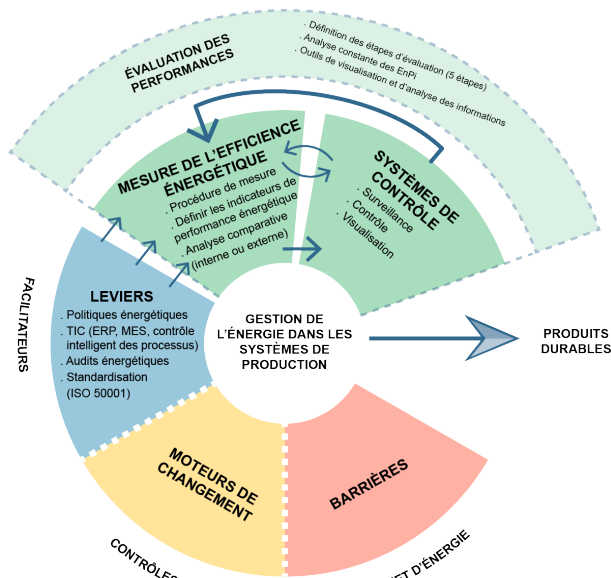 ÉVALUATION DES
PERFORMANCES
. Définition des étapes d'évaluation (5 étapes)
. Analyse constante des EnPi
. Outils de visualisation et d'analyse des informations
MESURE DE L'EFFICIENCE
ÉNERGÉTIQUE
. Procédure de mesure
. Définir les indicateurs de
performance énergétique
. Analyse comparative
(interne ou externe)
SYSTÈMES DE
CONTRÔLE
. Surveillance
. Contrôle
. Visualisation
FACILITATEURS
LEVIERS
. Politiques énergétiques
. TIC (ERP, MES, contrôle
intelligent des processus)
. Audits énergétiques
. Standardisation
(ISO 50001)
GESTION DE
L'ÉNERGIE DANS LES
SYSTÈMES DE
PRODUCTION
PRODUITS
DURABLES
MOTEURS DE
CHANGEMENT
BARRIÈRES
CONTRÔLES
ET D'ÉNERGIE